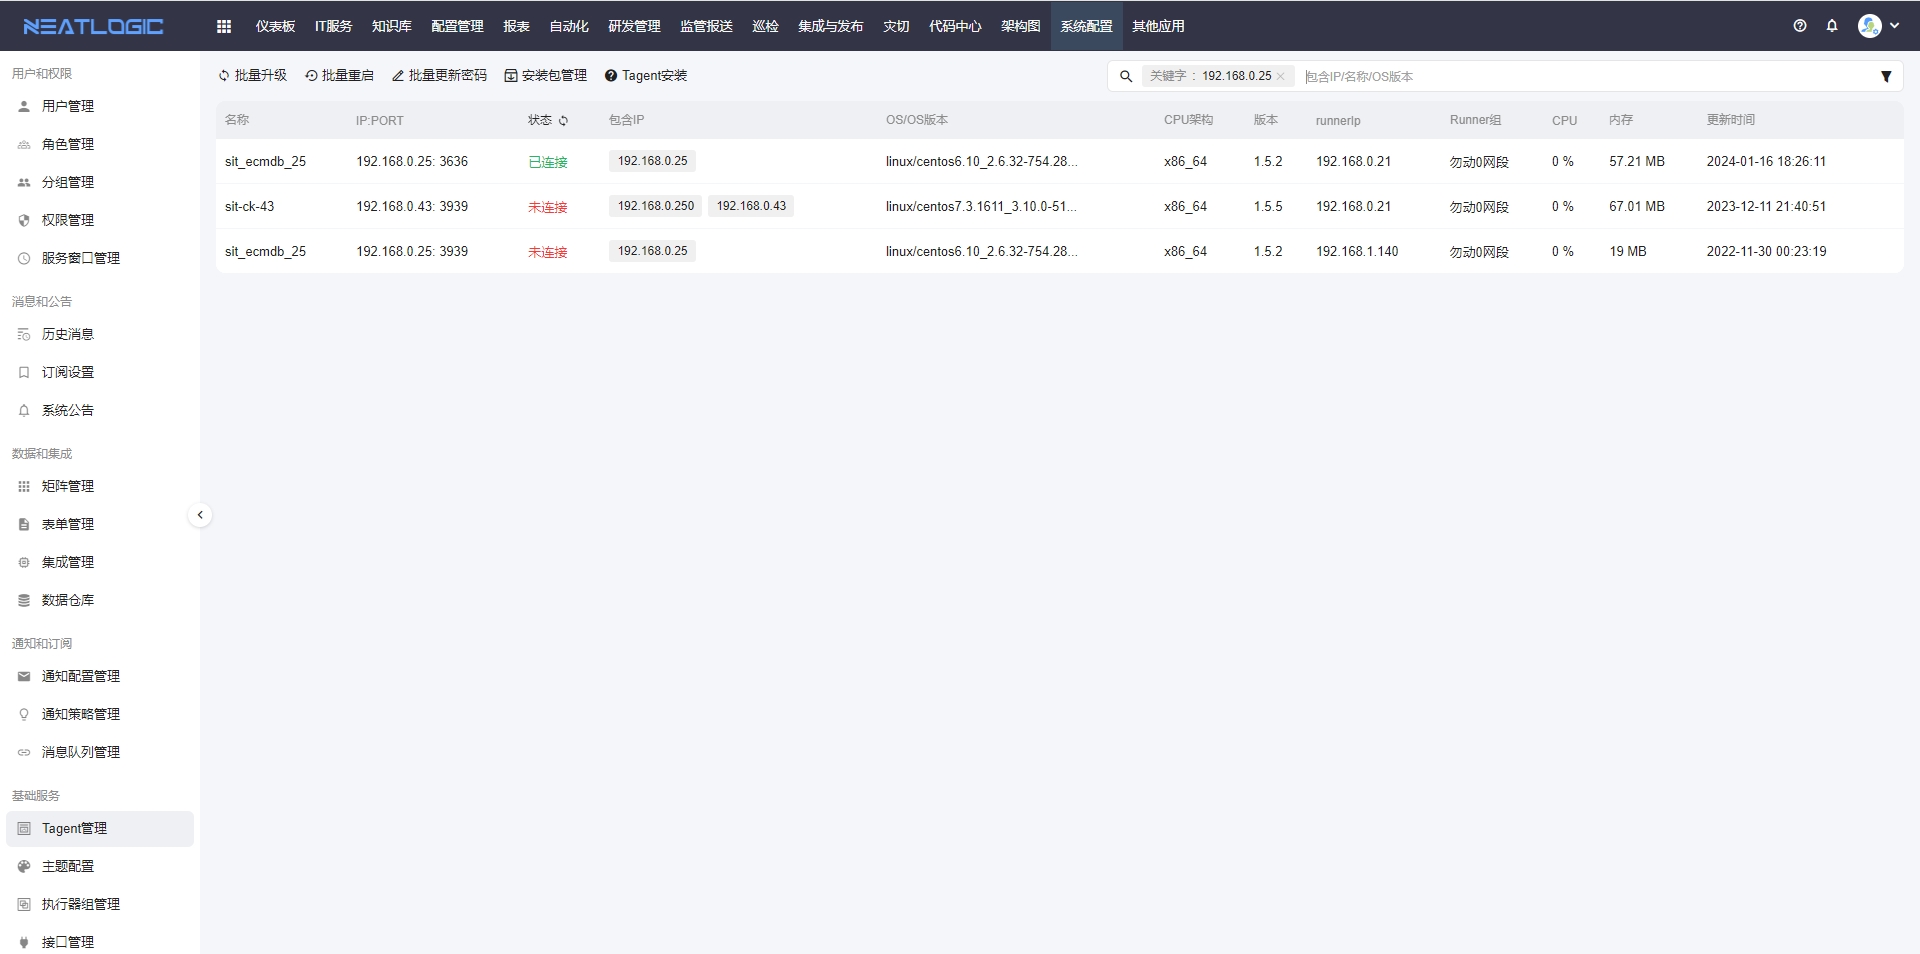 NEATLOGIC 仪表板 IT服务 知识库 配置管理 报表 自动化 研发管理 监管报送 巡检 集成与发布 灾切 代码中心 架构图 系统配置 其他应用
用户和权限
用户管理
角色管理
分组管理
权限管理
服务窗口管理
消息和公告
历史消息
订阅设置
系统公告
数据和集成
矩阵管理
表单管理
集成管理
数据仓库
通知和订阅
通知配置管理
通知策略管理
消息队列管理
基础服务
Tagent管理
主题配置
执行器组管理
接口管理
批量升级 批量重启 批量更新密码 安装包管理 Tagent安装 关键字 : 192.168.0.25 包含IP/名称/OS版本
名称 IP:PORT 状态 包含IP OS/OS版本 CPU架构 版本 runnerIp Runner组 CPU 内存 更新时间
sit_ecmdb_25 192.168.0.25: 3636 已连接 192.168.0.25 linux/centos6.10_2.6.32-754.28... x86_64 1.5.2 192.168.0.21 勿动0网段 0 % 57.21 MB 2024-01-16 18:26:11
sit-ck-43 192.168.0.43: 3939 未连接 192.168.0.250 192.168.0.43 linux/centos7.3.1611_3.10.0-51... x86_64 1.5.5 192.168.0.21 勿动0网段 0 % 67.01 MB 2023-12-11 21:40:51
sit_ecmdb_25 192.168.0.25: 3939 未连接 192.168.0.25 linux/centos6.10_2.6.32-754.28... x86_64 1.5.2 192.168.1.140 勿动0网段 0 % 19 MB 2022-11-30 00:23:19